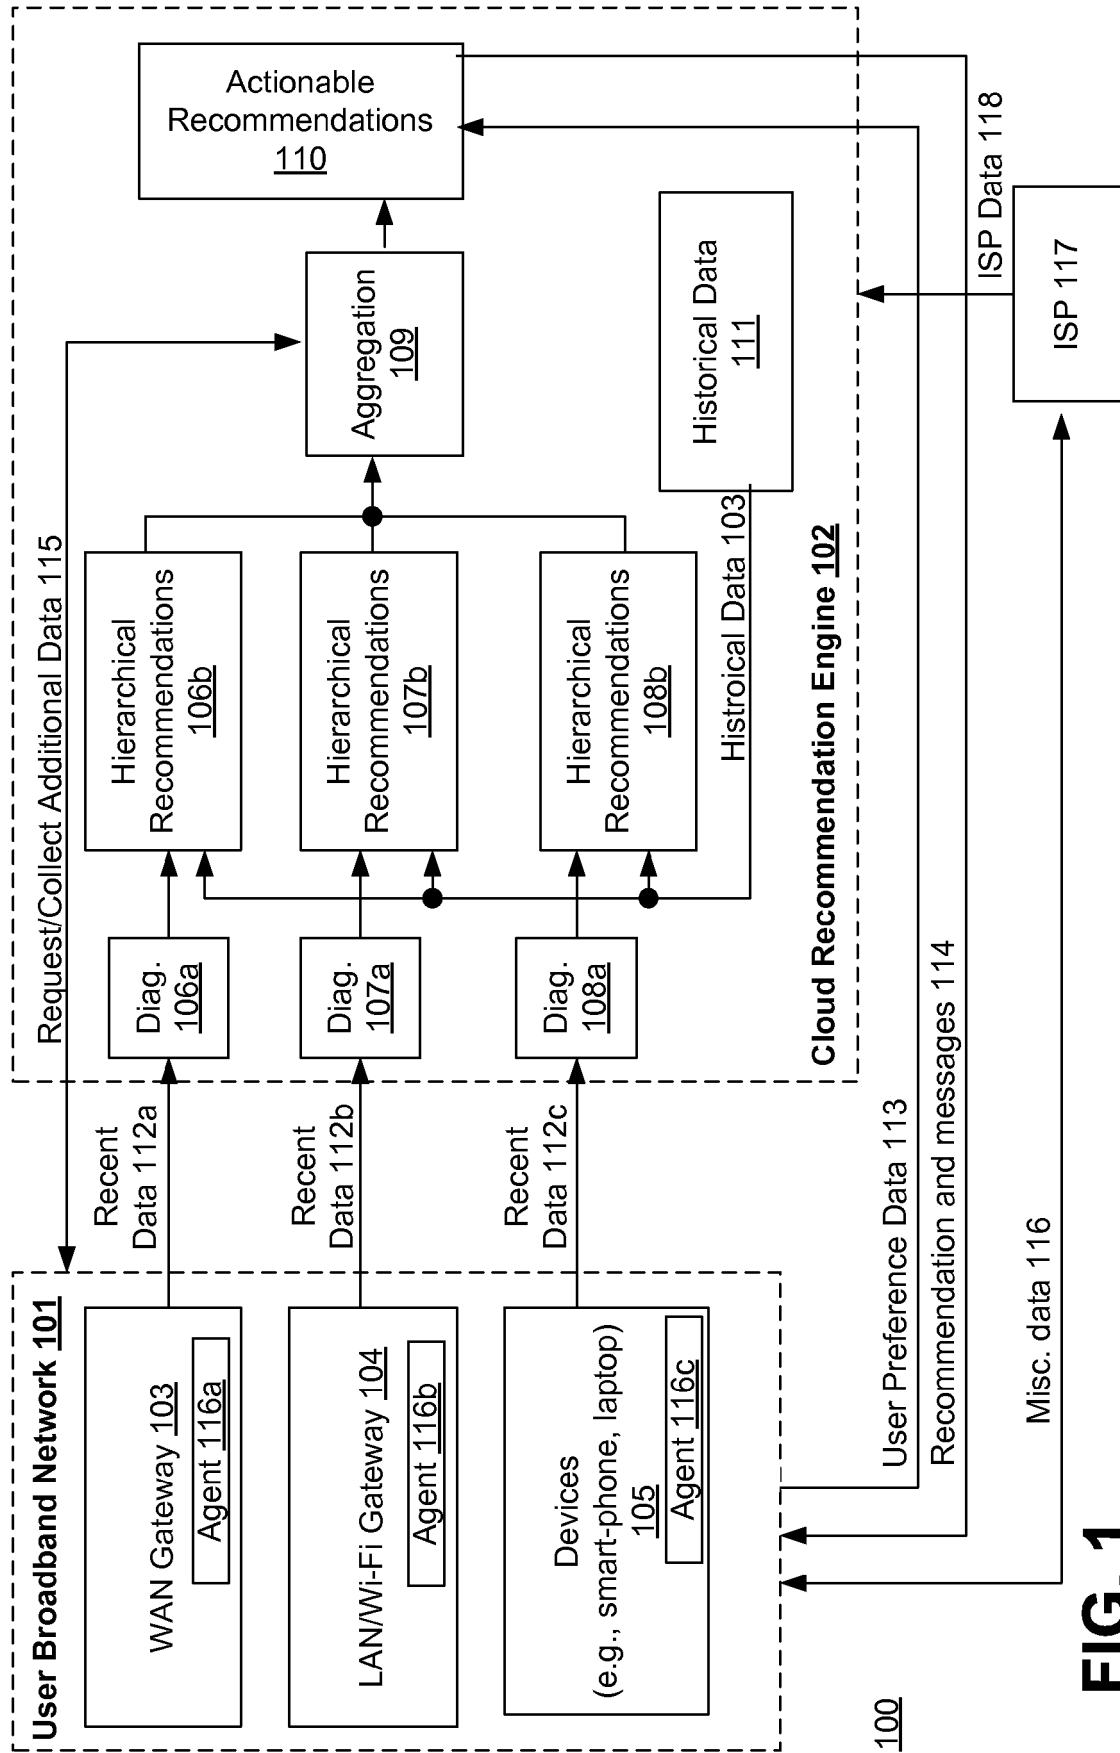 User Broadband Network 101
WAN Gateway 103
Agent 116a
LAN/Wi-Fi Gateway 104
Agent 116b
Devices
(e.g., smart-phone, laptop)
105
Agent 116c
Request/Collect Additional Data 115
Recent
Data 112a
Recent
Data 112b
Recent
Data 112c
Diag.
106a
Diag.
107a
Diag.
108a
Hierarchical
Recommendations
106b
Hierarchical
Recommendations
107b
Hierarchical
Recommendations
108b
Aggregation
109
Actionable
Recommendations
110
Historical Data
111
Histroical Data 103
Cloud Recommendation Engine 102
User Preference Data 113
Recommendation and messages 114
ISP Data 118
ISP 117
Misc. data 116
100
FIG. 1